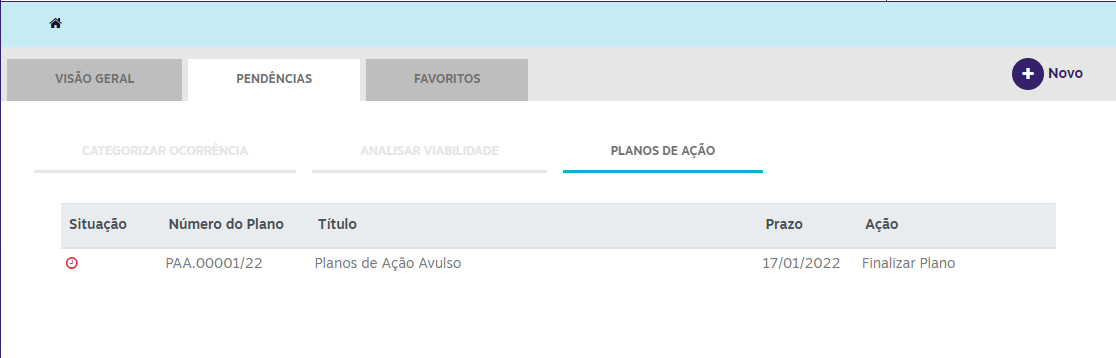 VISÃO GERAL PENDÊNCIAS FAVORITOS Novo
CATEGORIZAR OCORRÊNCIA ANALISAR VIABILIDADE PLANOS DE AÇÃO
Situação Número do Plano Título Prazo Ação
PAA.00001/22 Planos de Ação Avulso 17/01/2022 Finalizar Plano